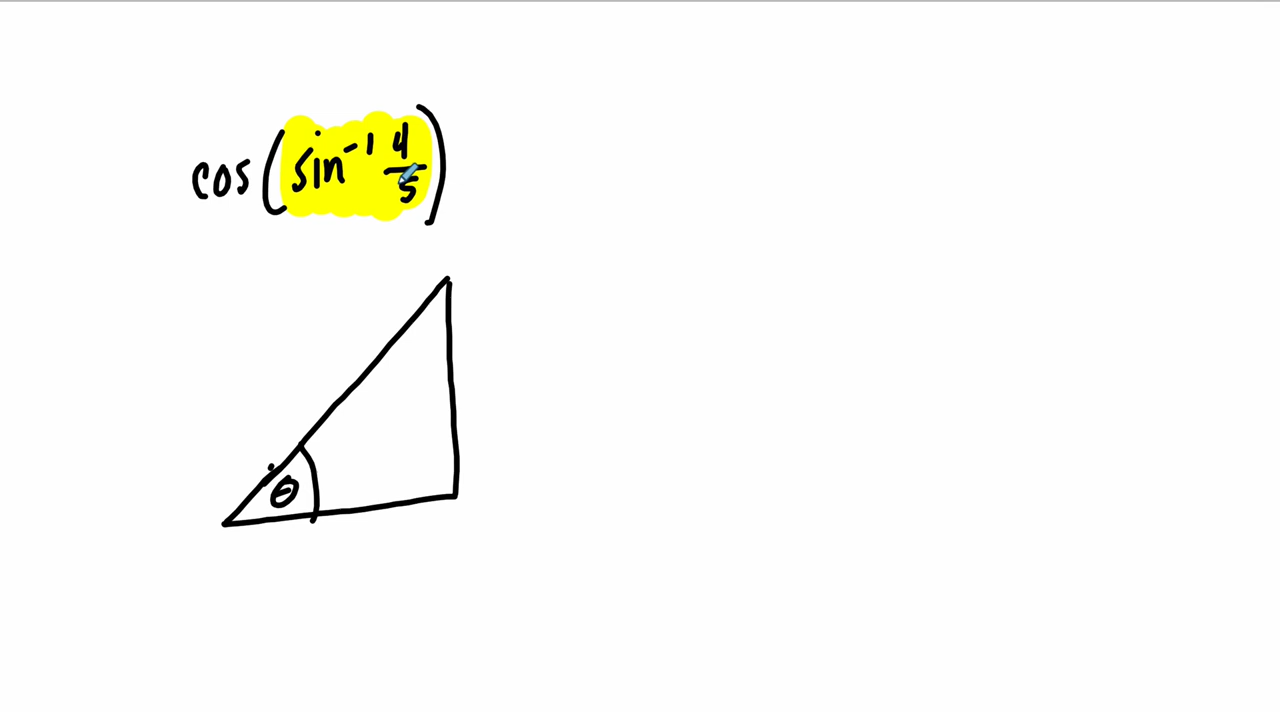 cos(sin⁻¹ 4/5)
θ